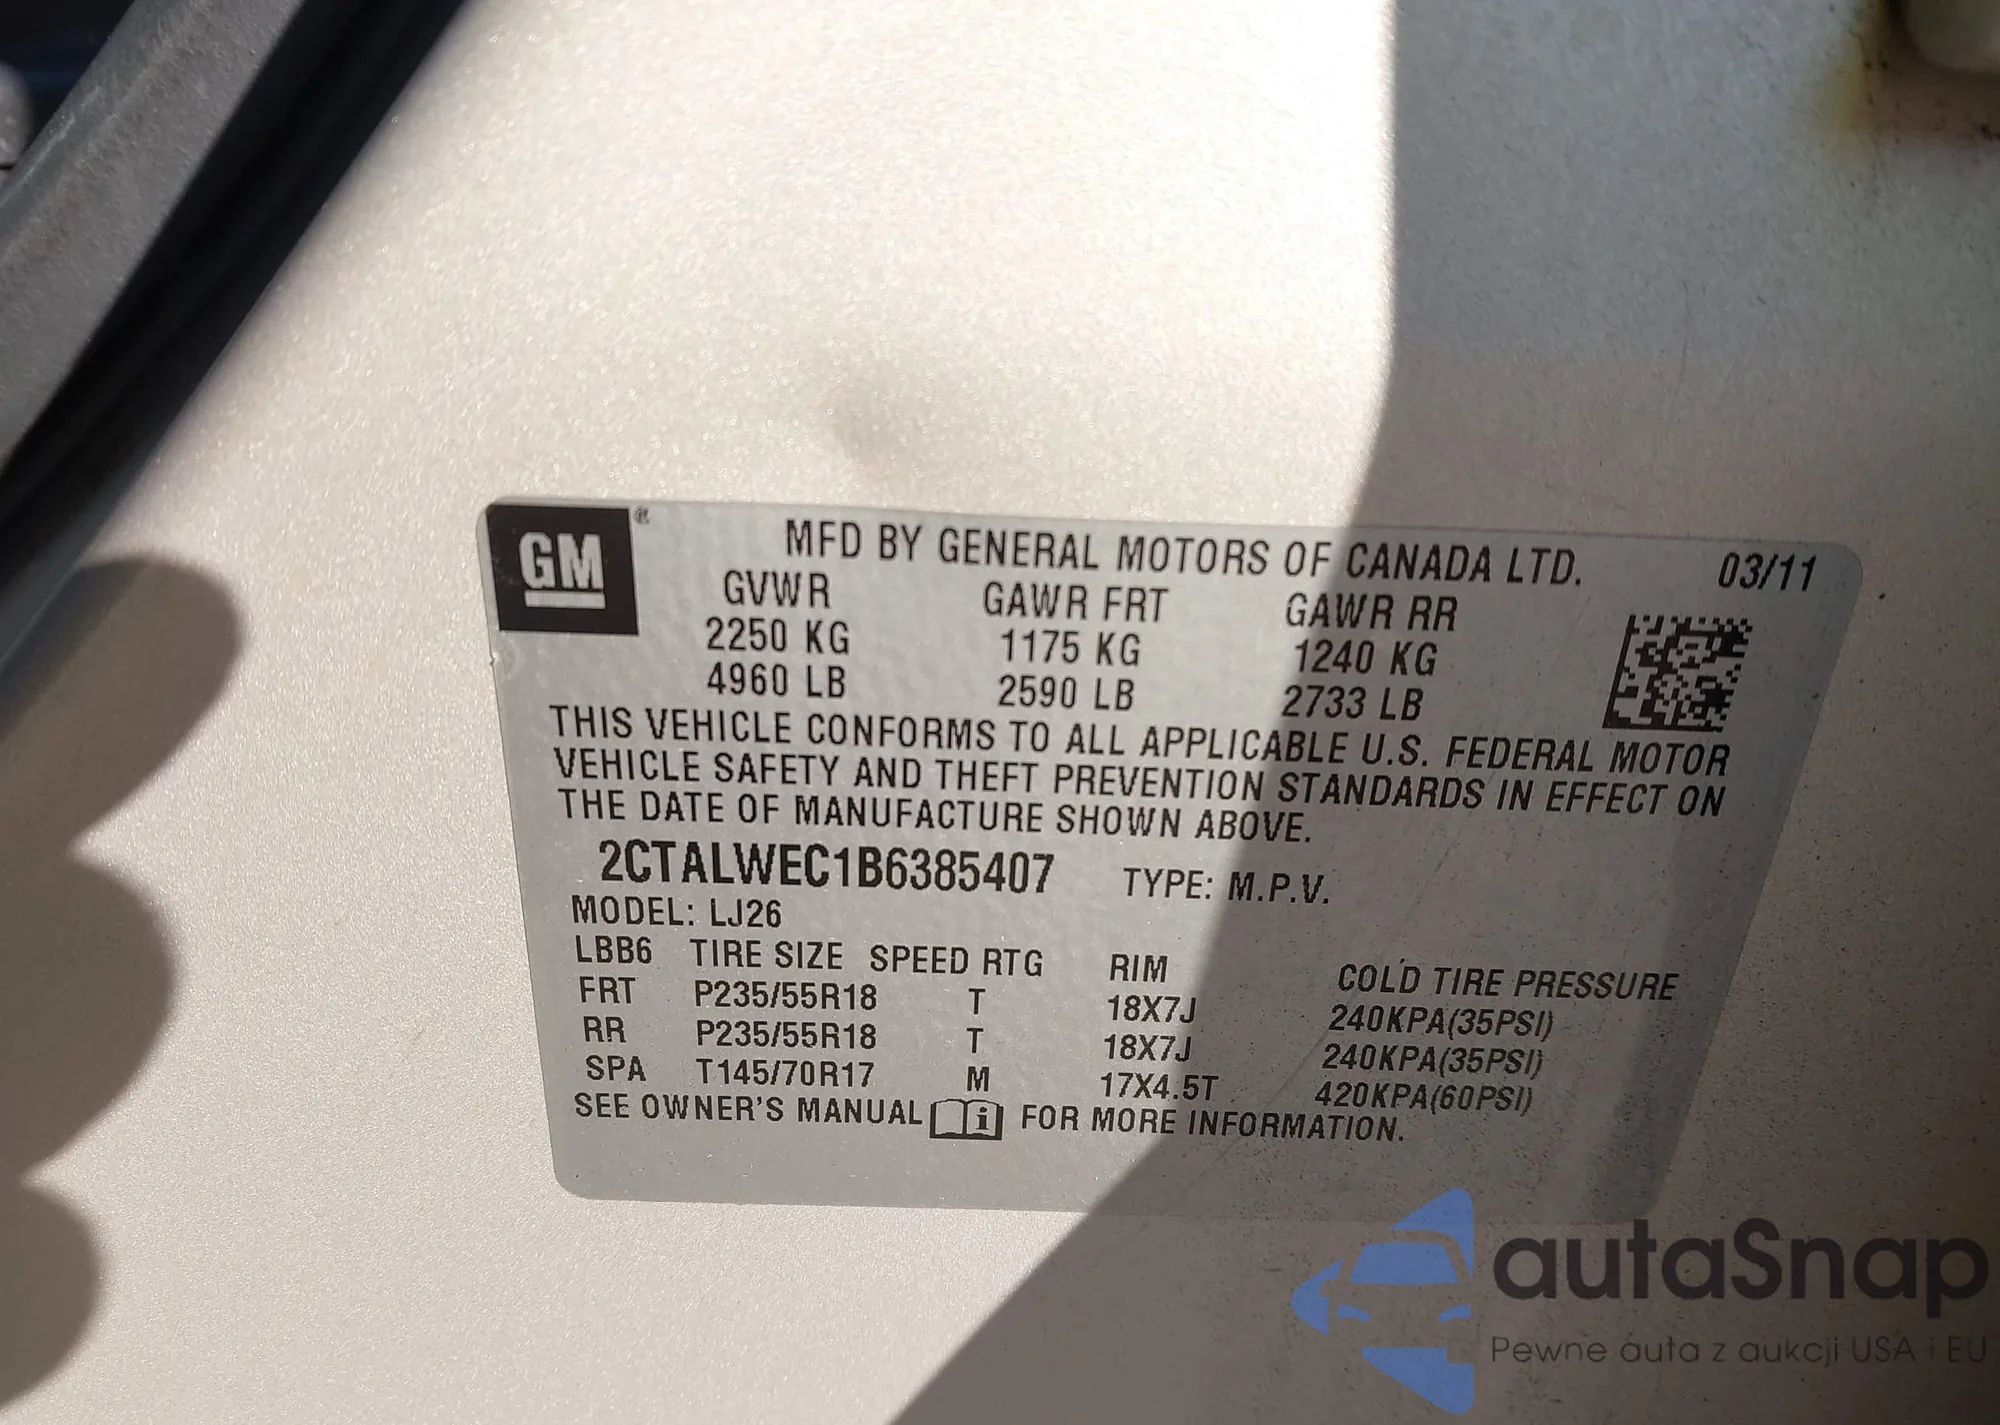 GM ®
MFD BY GENERAL MOTORS OF CANADA LTD. 03/11
GVWR GAWR FRT GAWR RR
2250 KG 1175 KG 1240 KG
4960 LB 2590 LB 2733 LB
THIS VEHICLE CONFORMS TO ALL APPLICABLE U.S. FEDERAL MOTOR
VEHICLE SAFETY AND THEFT PREVENTION STANDARDS IN EFFECT ON
THE DATE OF MANUFACTURE SHOWN ABOVE.
2CTALWEC1B6385407 TYPE: M.P.V.
MODEL: LJ26
LBB6 TIRE SIZE SPEED RTG RIM COLD TIRE PRESSURE
FRT P235/55R18 T 18X7J 240KPA(35PSI)
RR P235/55R18 T 18X7J 240KPA(35PSI)
SPA T145/70R17 M 17X4.5T 420KPA(60PSI)
SEE OWNER'S MANUAL i FOR MORE INFORMATION.
autaSnap
Pewne auta z aukcji USA i EU